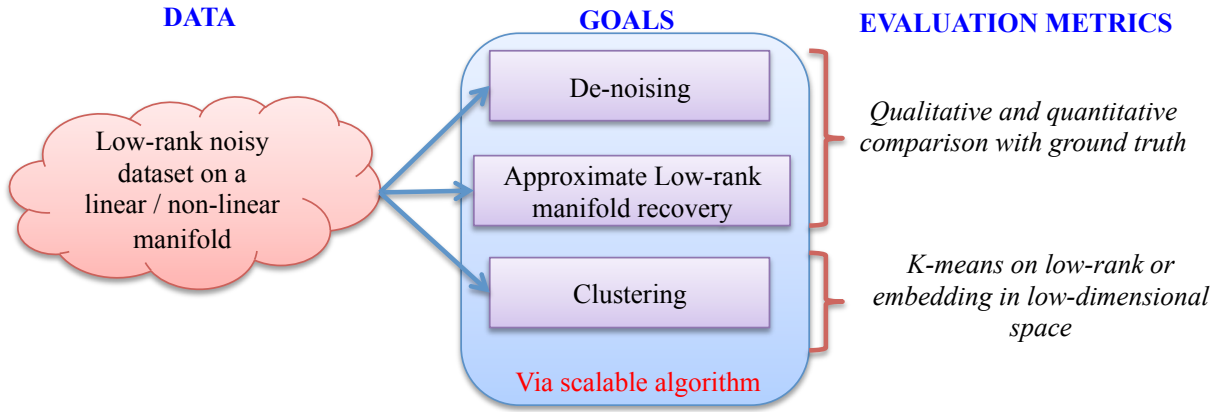 DATA
GOALS
EVALUATION METRICS
Low-rank noisy
dataset on a
linear / non-linear
manifold
De-noising
Approximate Low-rank
manifold recovery
Clustering
Via scalable algorithm
Qualitative and quantitative
comparison with ground truth
K-means on low-rank or
embedding in low-dimensional
space